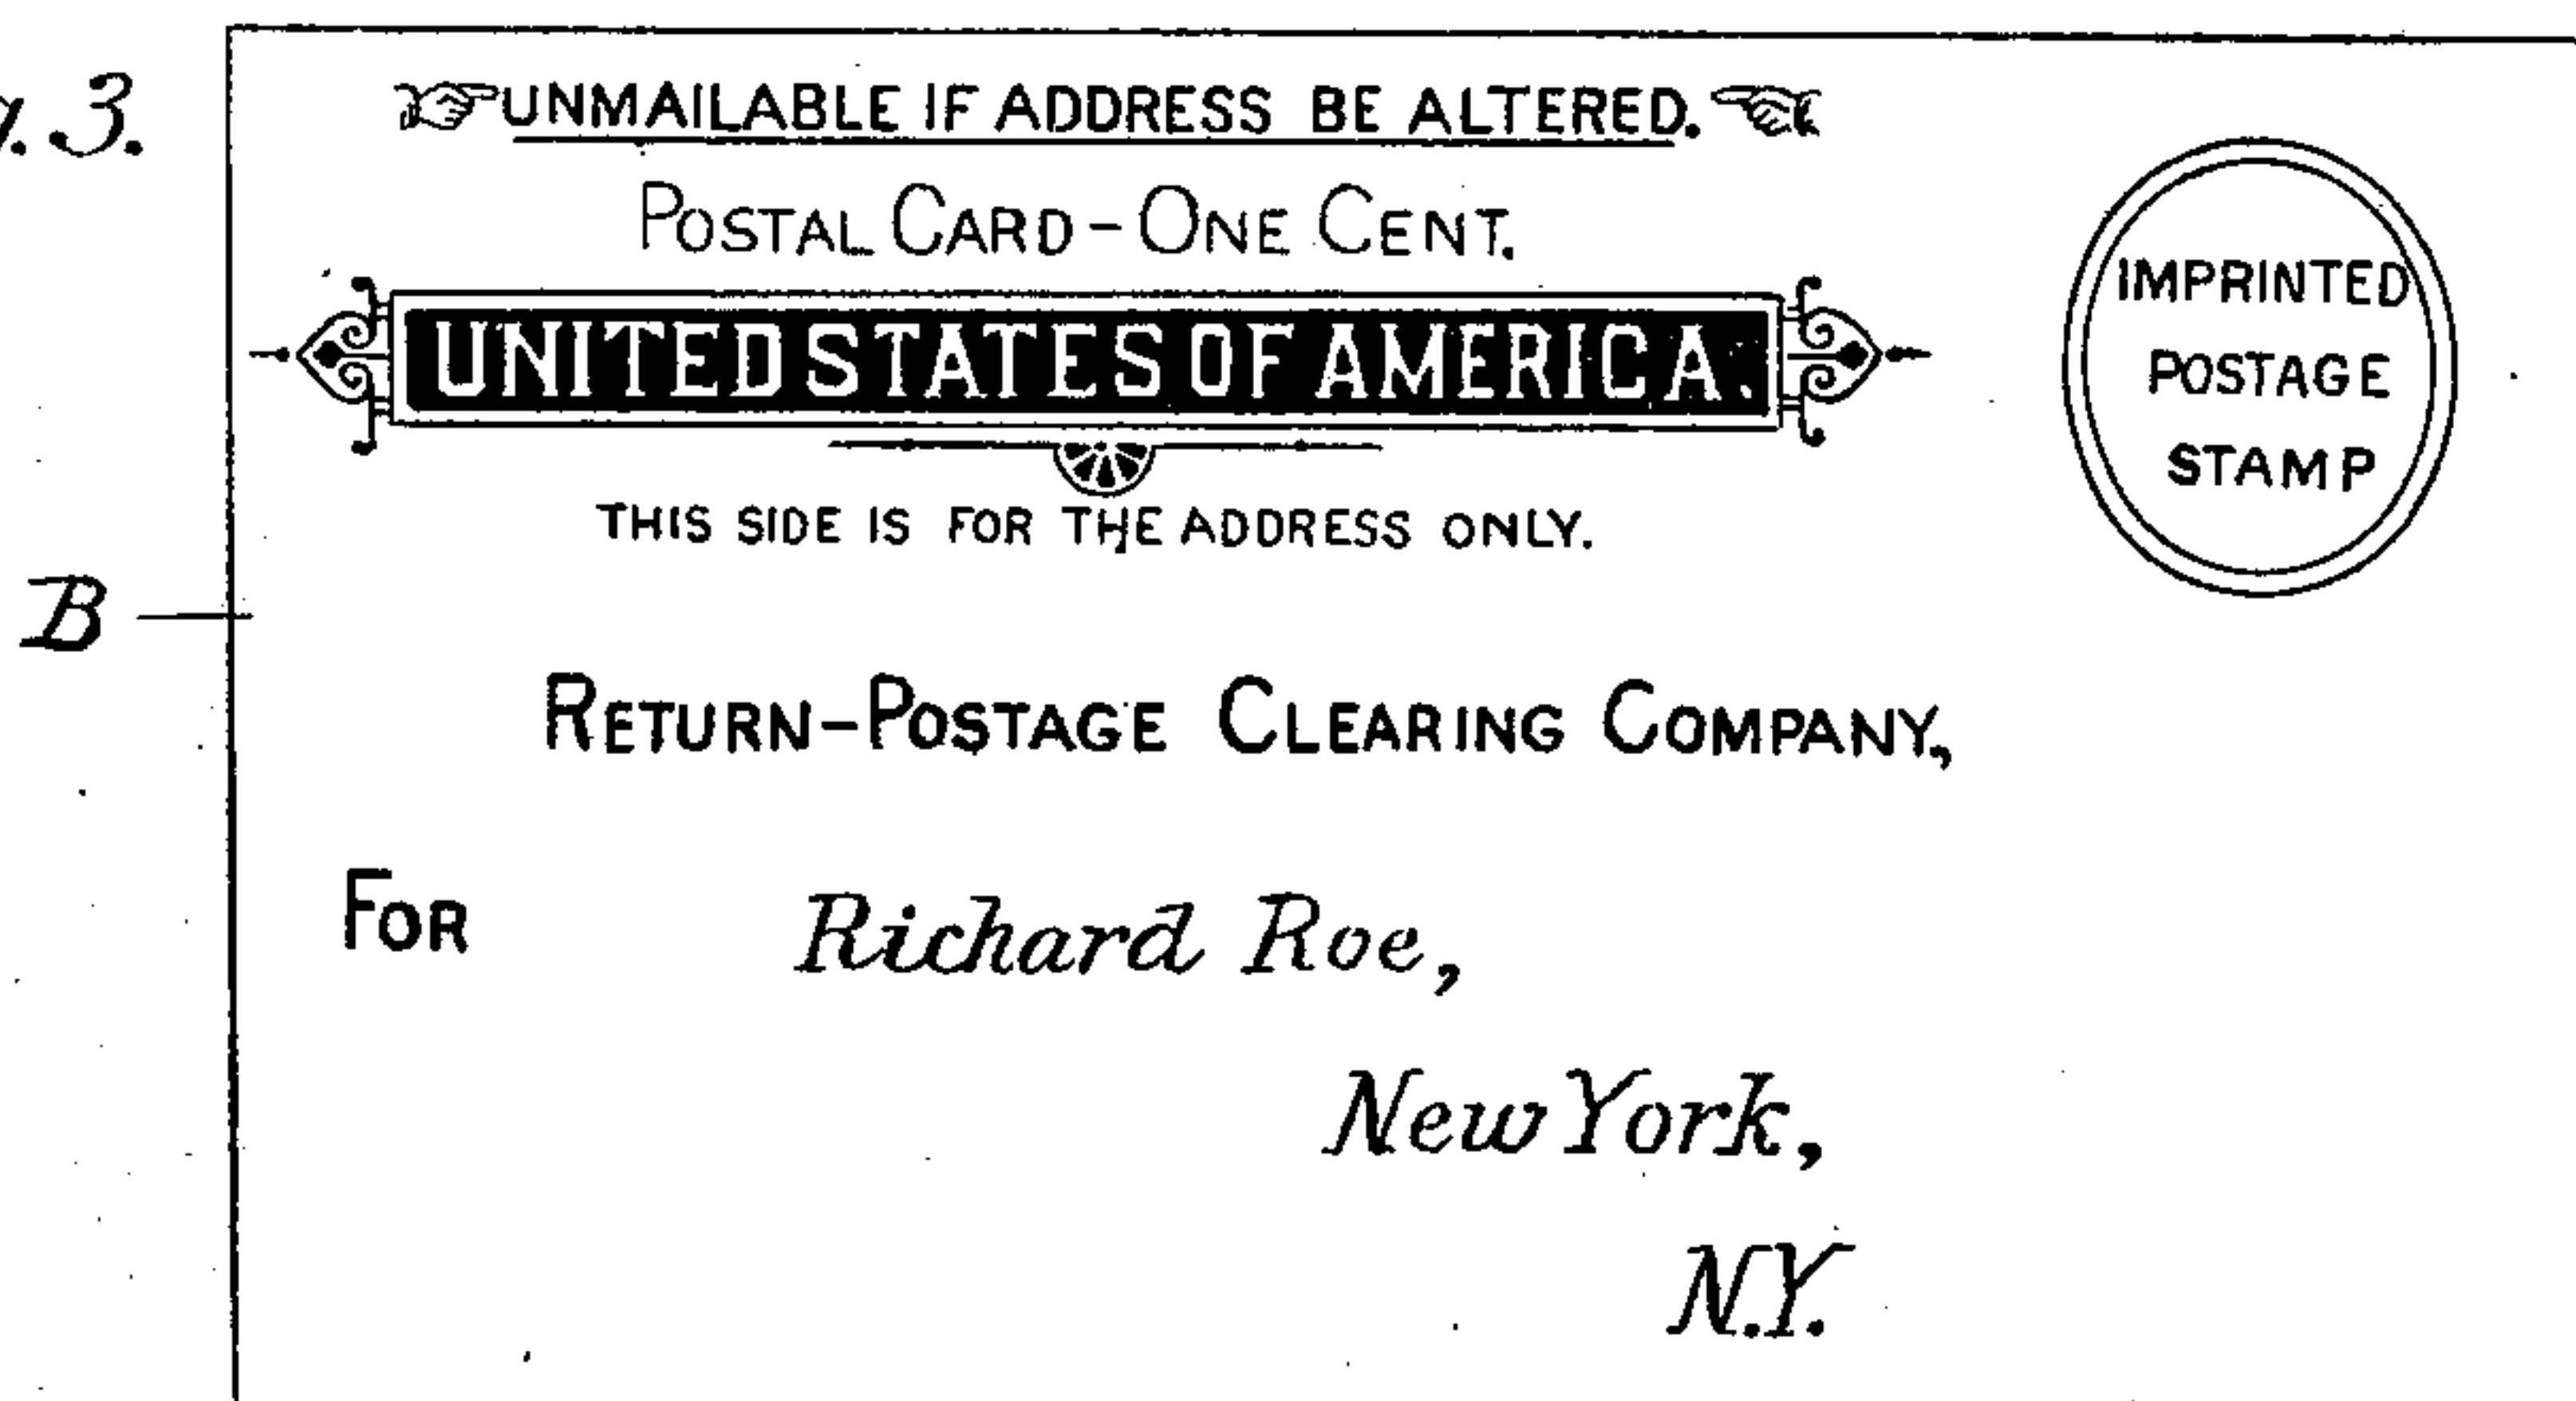 . 3.
☞UNMAILABLE IF ADDRESS BE ALTERED.☜
POSTAL CARD - ONE CENT.
UNITED STATES OF AMERICA.
IMPRINTED
POSTAGE
STAMP
THIS SIDE IS FOR THE ADDRESS ONLY.
B
RETURN-POSTAGE CLEARING COMPANY,
FOR Richard Roe,
New York,
N.Y.